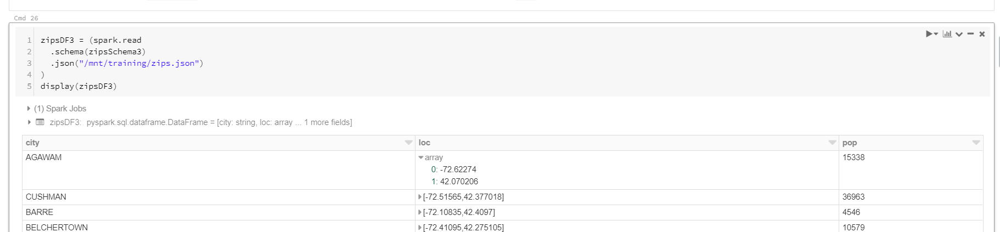 Cmd 26
1 zipsDF3 = (spark.read
2 .schema(zipsSchema3)
3 .json("/mnt/training/zips.json")
4 )
5 display(zipsDF3)
(1) Spark Jobs
zipsDF3: pyspark.sql.dataframe.DataFrame = [city: string, loc: array ... 1 more fields]
city loc pop
AGAWAM array 15338
0: -72.62274
1: 42.070206
CUSHMAN [-72.51565,42.377018] 36963
BARRE [-72.10835,42.4097] 4546
BELCHERTOWN [-72.41095,42.275105] 10579